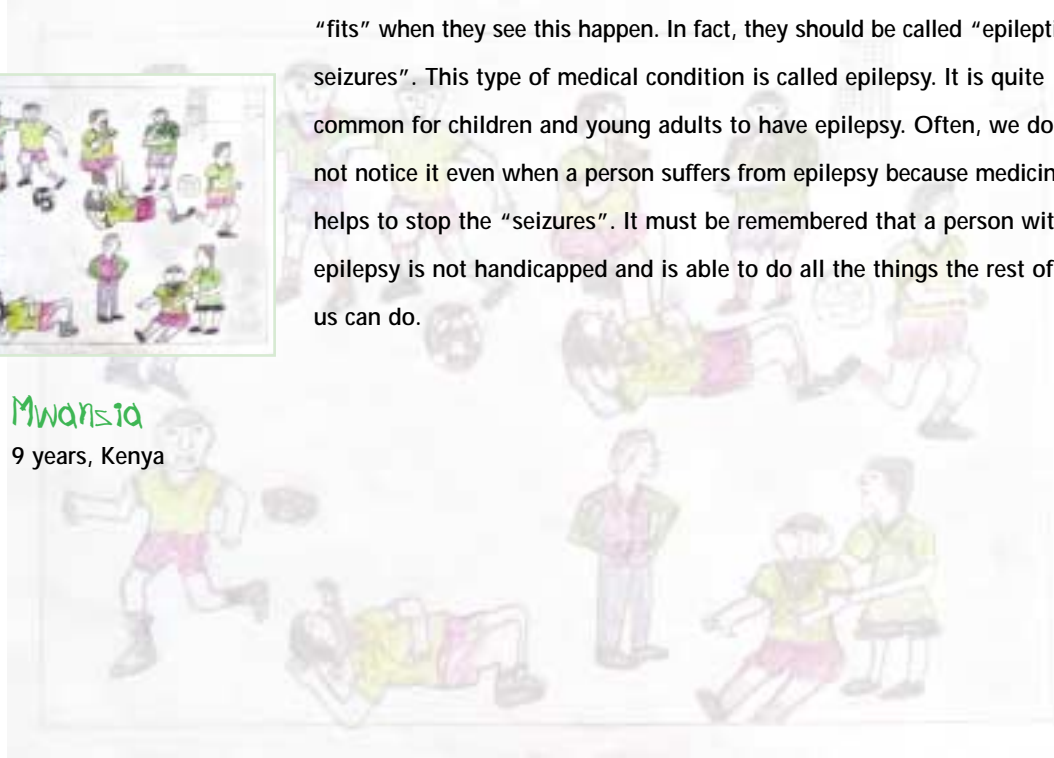 “fits” when they see this happen. In fact, they should be called “epilepti
seizures”. This type of medical condition is called epilepsy. It is quite
common for children and young adults to have epilepsy. Often, we do
not notice it even when a person suffers from epilepsy because medicin
helps to stop the “seizures”. It must be remembered that a person wit
epilepsy is not handicapped and is able to do all the things the rest of
us can do.
Mwansia
9 years, Kenya